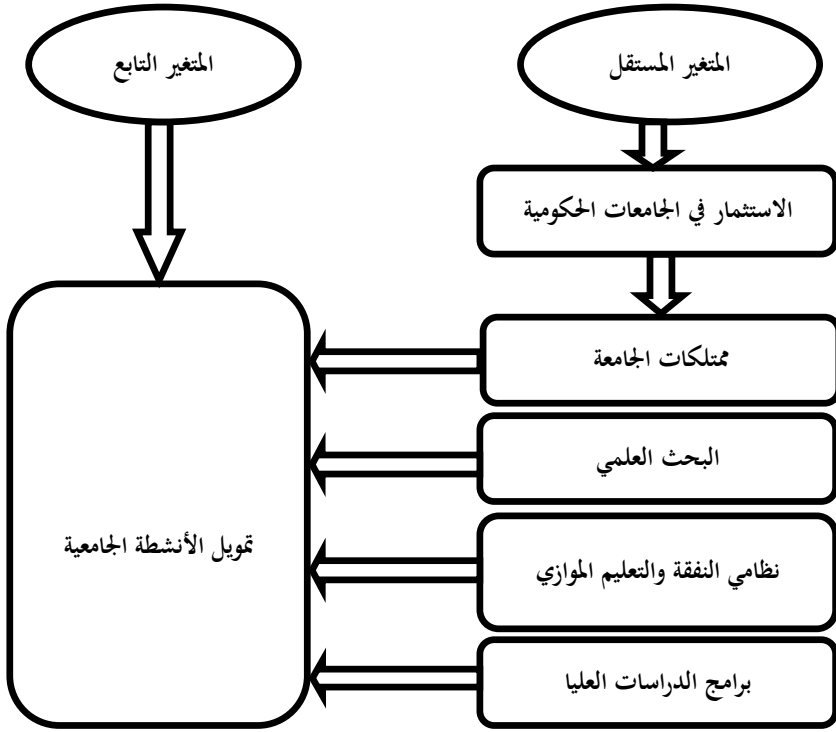 المتغير المستقل
المتغير التابع
الاستثمار في الجامعات الحكومية
ممتلكات الجامعة
البحث العلمي
نظامي النفقة والتعليم الموازي
برامج الدراسات العليا
تمويل الأنشطة الجامعية